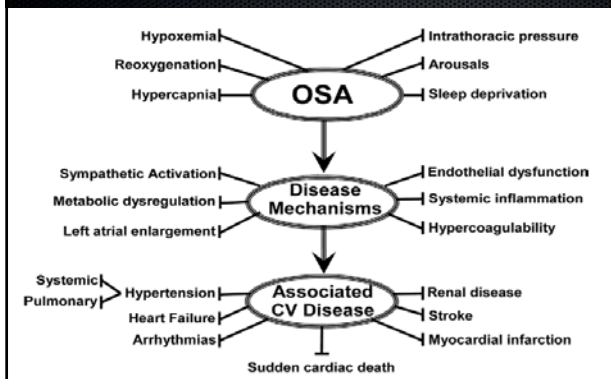 Hypoxemia
Intrathoracic pressure
Reoxygenation
Arousals
OSA
Hypercapnia
Sleep deprivation
Sympathetic Activation
Endothelial dysfunction
Metabolic dysregulation
Disease
Mechanisms
Systemic inflammation
Left atrial enlargement
Hypercoagulability
Systemic
Pulmonary
Hypertension
Associated
CV Disease
Renal disease
Heart Failure
Stroke
Arrhythmias
Myocardial infarction
Sudden cardiac death